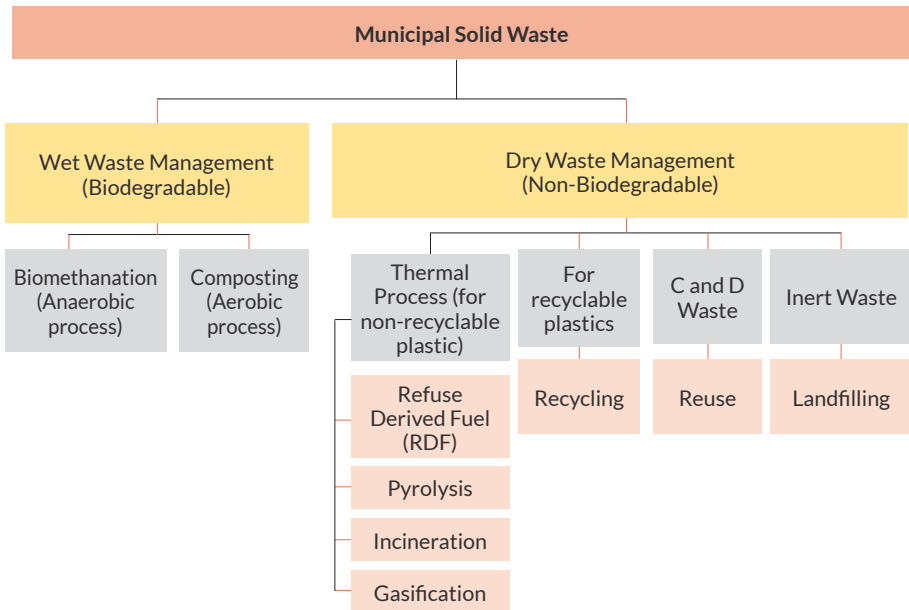 Municipal Solid Waste
Wet Waste Management
(Biodegradable)
Dry Waste Management
(Non-Biodegradable)
Biomethanation
(Anaerobic
process)
Composting
(Aerobic
process)
Thermal
Process (for
non-recyclable
plastic)
For
recyclable
plastics
C and D
Waste
Inert Waste
Refuse
Derived Fuel
(RDF)
Recycling
Reuse
Landfilling
Pyrolysis
Incineration
Gasification